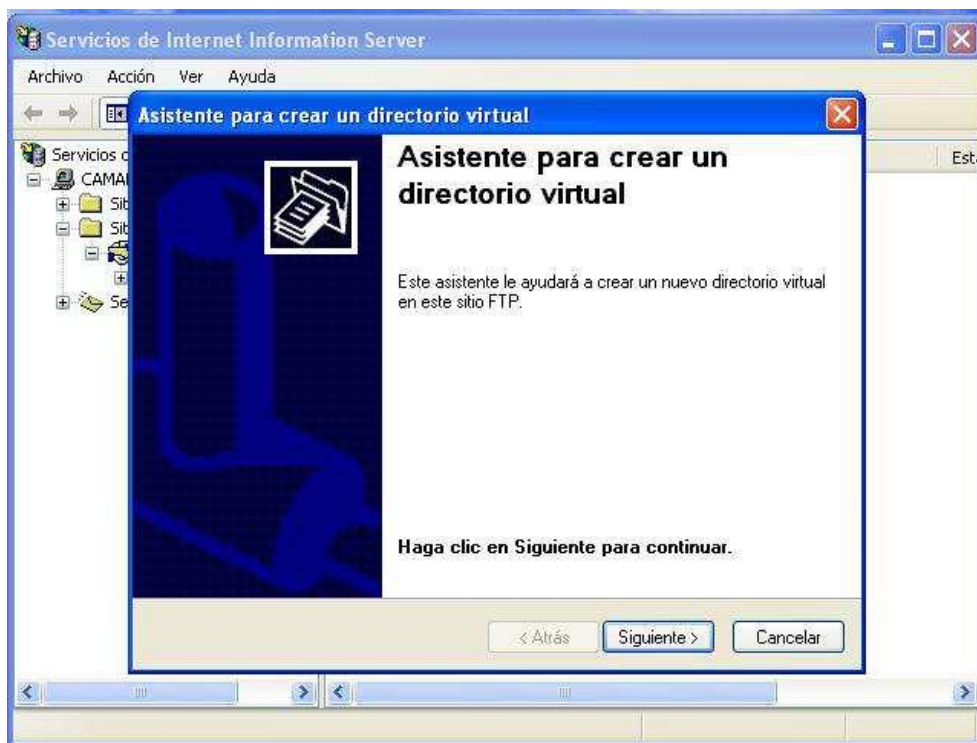 Servicios de Internet Information Server
Archivo Acción Ver Ayuda
Asistente para crear un directorio virtual
Servicios
Asistente para crear un
directorio virtual
Este asistente le ayudará a crear un nuevo directorio virtual
en este sitio FTP.
Haga clic en Siguiente para continuar.
< Atrás Siguiente > Cancelar